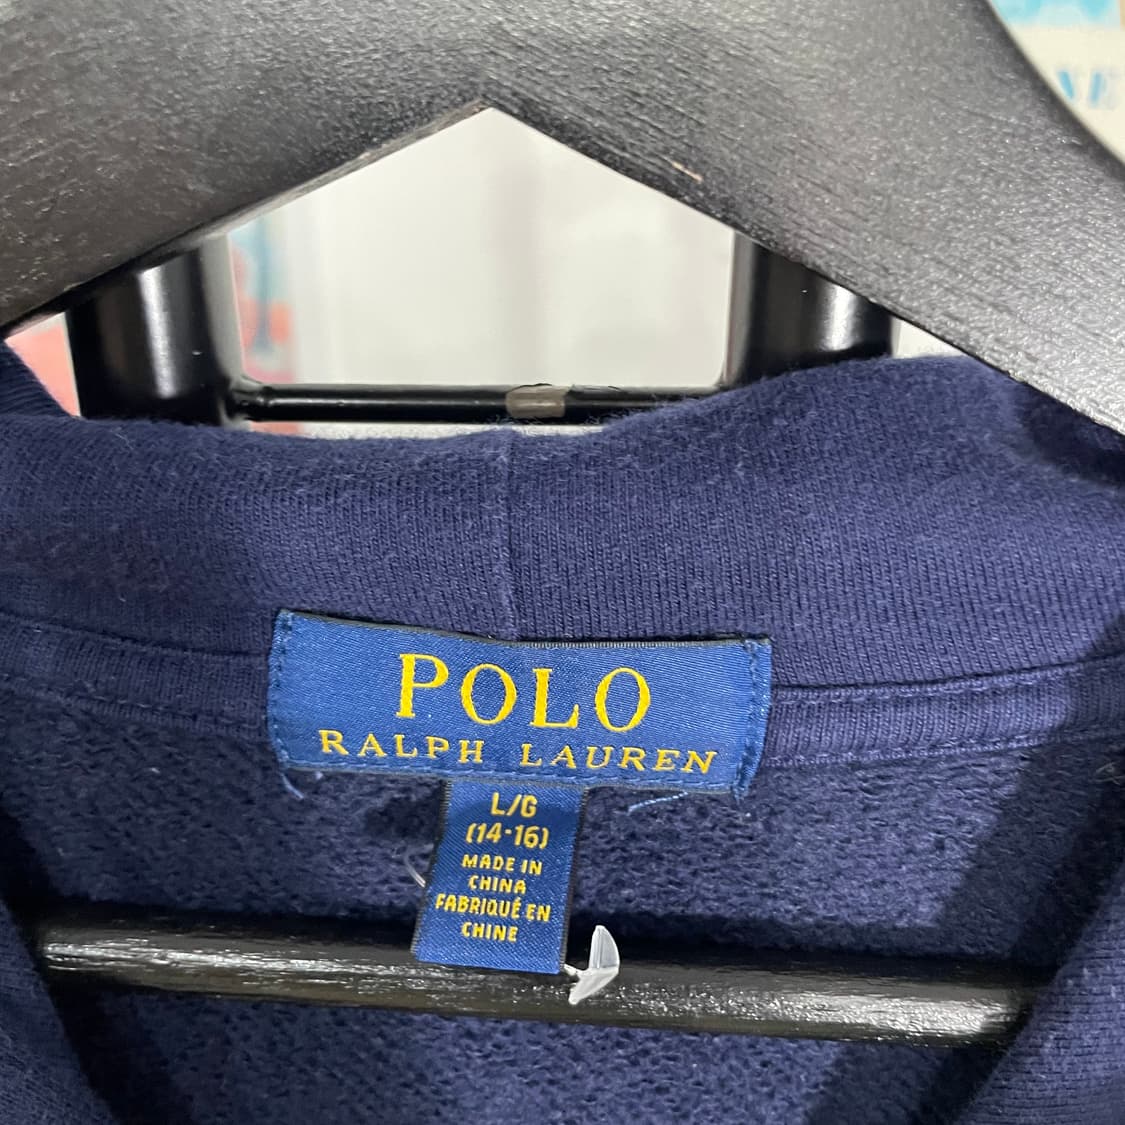 POLO
RALPH LAUREN
L/G
(14-16)
MADE IN
CHINA
FABRIQUÉ EN
CHINE